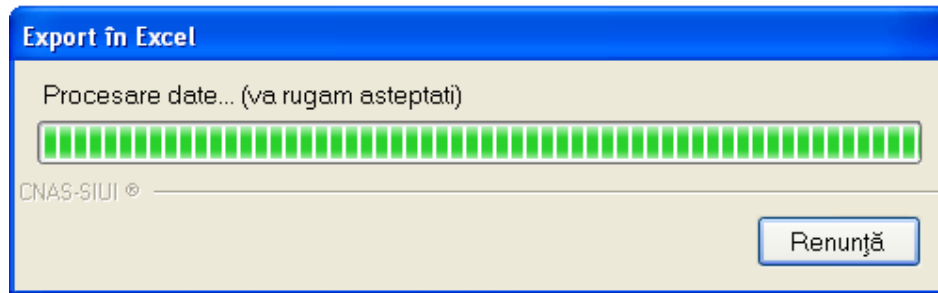 Export în Excel
Procesare date... (va rugam asteptati)
CNAS-SIUI ®
Renunţă